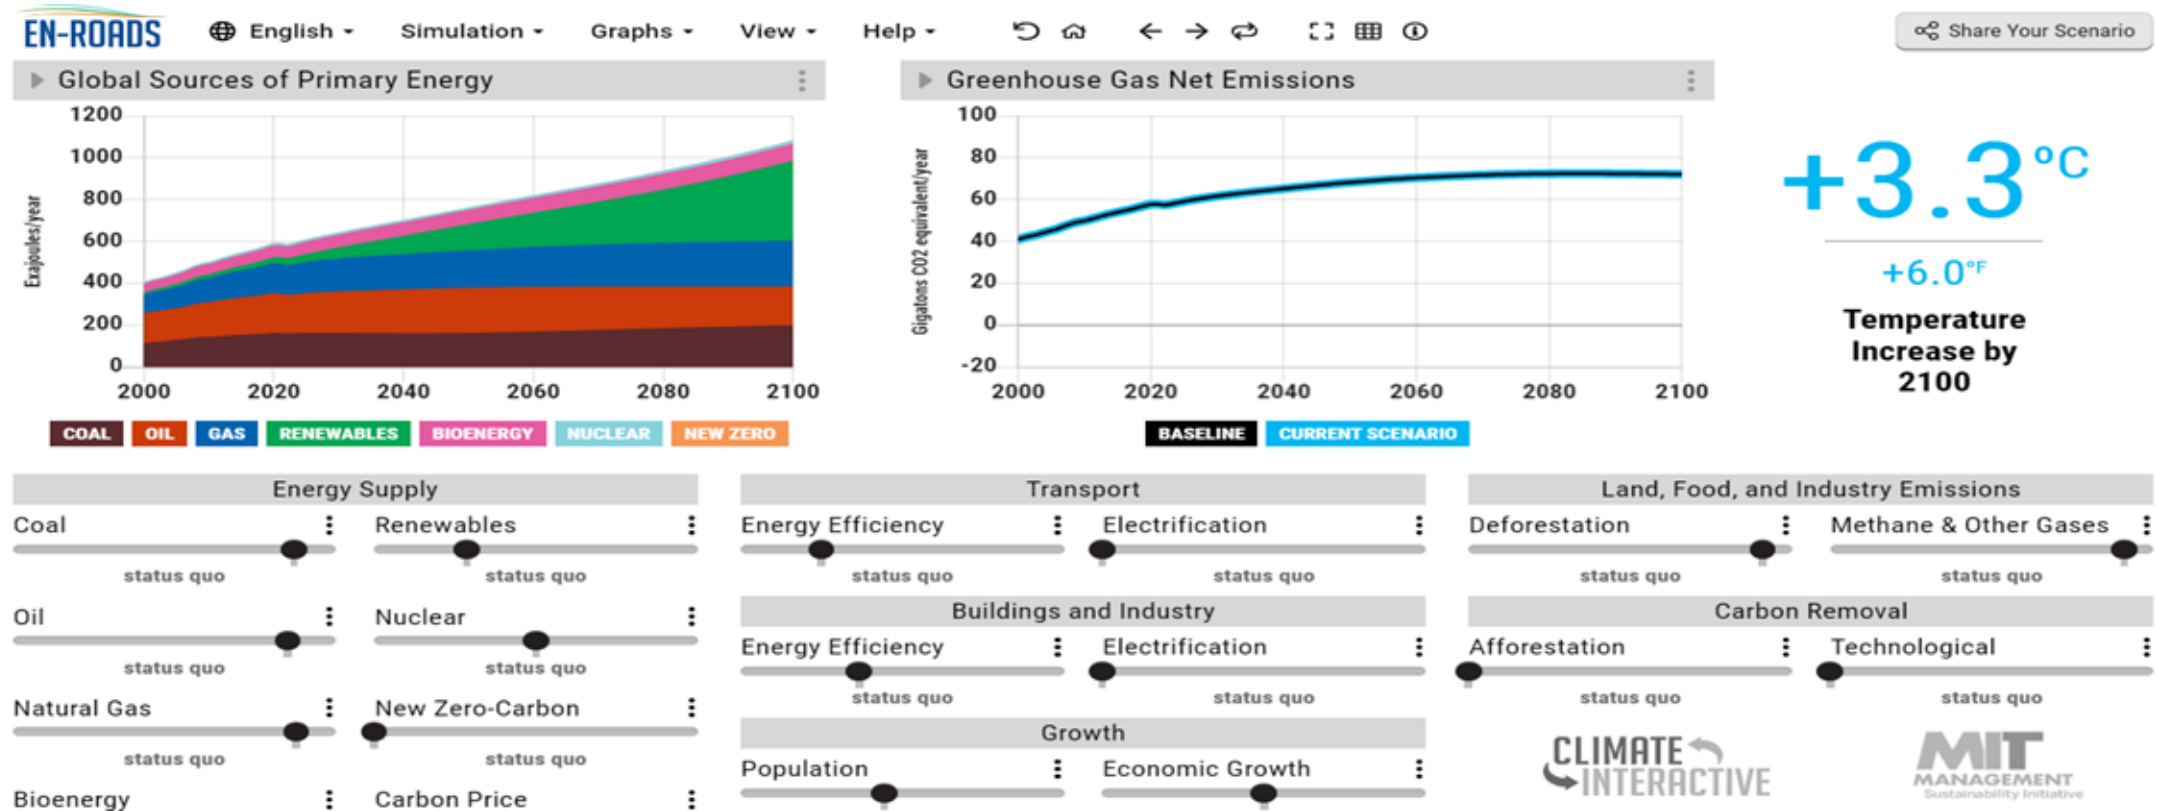 EN-ROADS English Simulation Graphs View Help Share Your Scenario
Global Sources of Primary Energy
Exajoules/year
1200
1000
800
600
400
200
0
2000 2020 2040 2060 2080 2100
COAL OIL GAS RENEWABLES BIOENERGY NUCLEAR NEW ZERO
Greenhouse Gas Net Emissions
Gigatons CO2 equivalent/year
100
80
60
40
20
0
-20
2000 2020 2040 2060 2080 2100
BASELINE CURRENT SCENARIO
+3.3°C
+6.0°F
Temperature
Increase by
2100
Energy Supply
Coal Renewables
status quo status quo
Oil Nuclear
status quo status quo
Natural Gas New Zero-Carbon
status quo status quo
Bioenergy Carbon Price
Transport
Energy Efficiency Electrification
status quo status quo
Buildings and Industry
Energy Efficiency Electrification
status quo status quo
Growth
Population Economic Growth
Land, Food, and Industry Emissions
Deforestation Methane & Other Gases
status quo status quo
Carbon Removal
Afforestation Technological
status quo status quo
CLIMATE
INTERACTIVE
MIT
MANAGEMENT
Sustainability Initiative